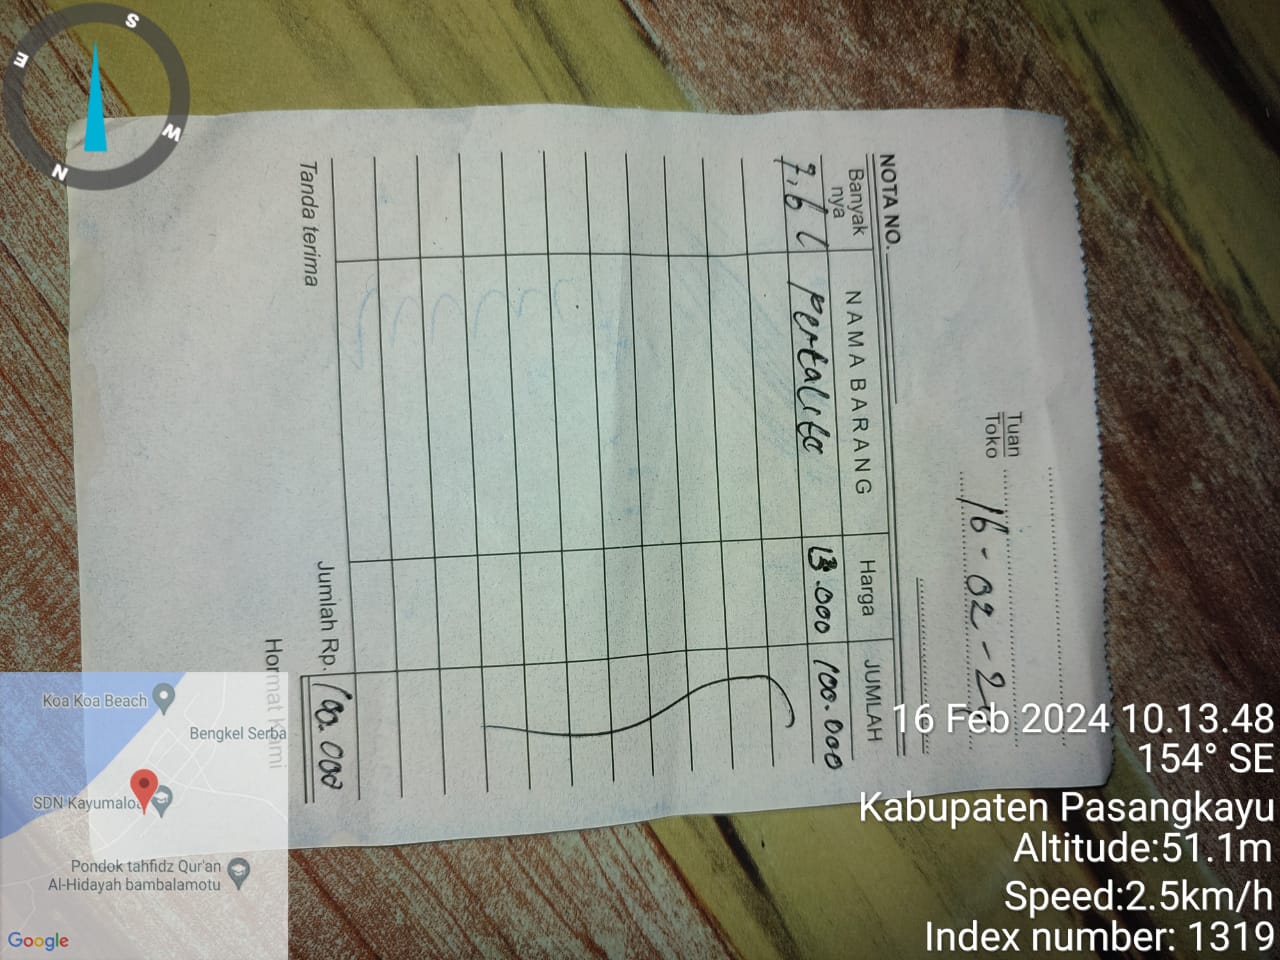 16-02-24
Tuan
Toko
NOTA NO.
Banyak nya NAMA BARANG Harga JUMLAH
7,6 l pertalite 13.000 100.000
Jumlah Rp. 100.000
Tanda terima
Hormat Kami
S
E
W
N
Koa Koa Beach
Bengkel Serba
SDN Kayumaloa
Pondok tahfidz Qur'an
Al-Hidayah bambalamotu
Google
16 Feb 2024 10.13.48
154° SE
Kabupaten Pasangkayu
Altitude:51.1m
Speed:2.5km/h
Index number: 1319